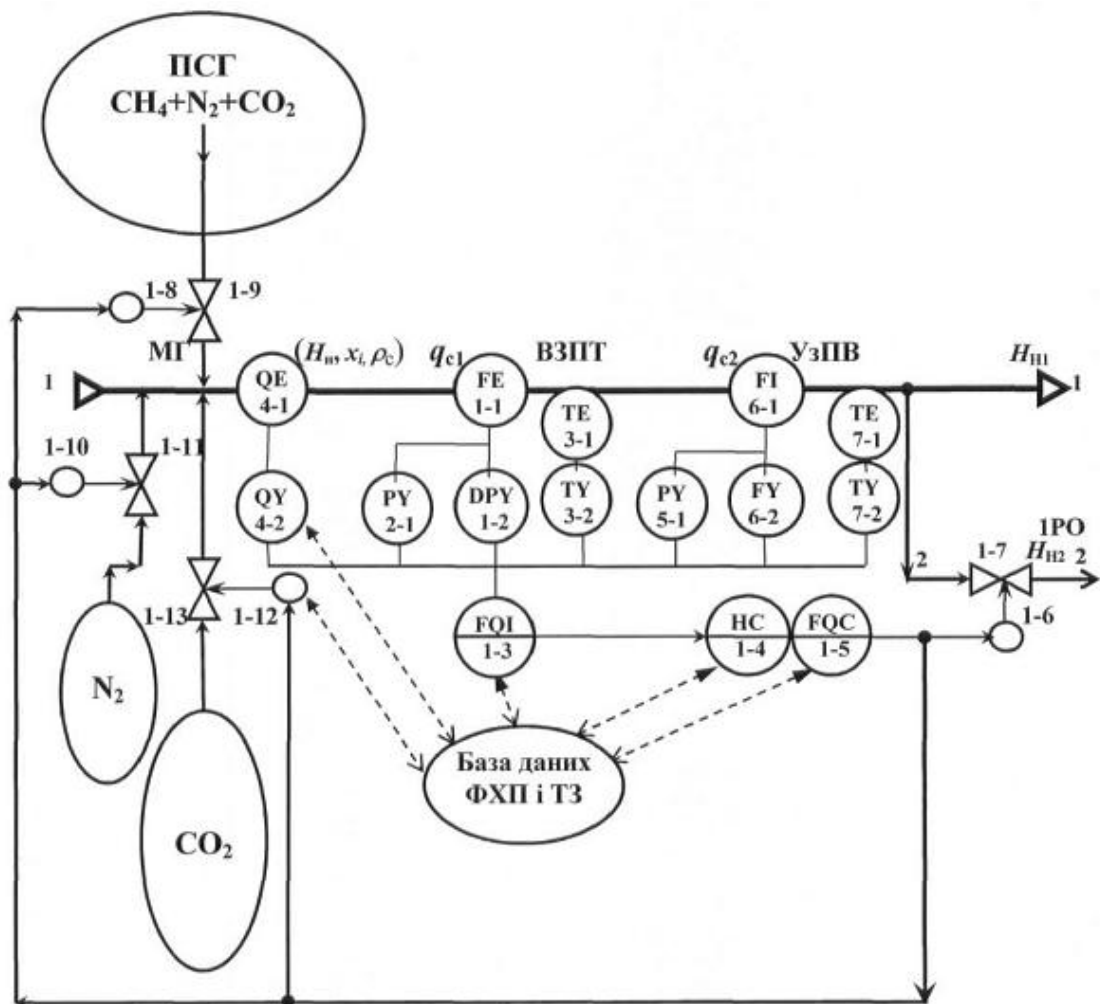 ПСГ
CH₄+N₂+CO₂
1-8
1-9
МГ
(Hн, xᵢ, ρс)
qс1
ВЗПТ
qс2
УзПВ
HН1
1
QE
4-1
FE
1-1
FI
6-1
1
TE
3-1
TE
7-1
1-10
1-11
QY
4-2
PY
2-1
DPY
1-2
TY
3-2
PY
5-1
FY
6-2
TY
7-2
1РО
2
1-7
HН2
2
1-13
1-12
1-6
FQI
1-3
HC
1-4
FQC
1-5
N₂
База даних
ФХП і ТЗ
CO₂